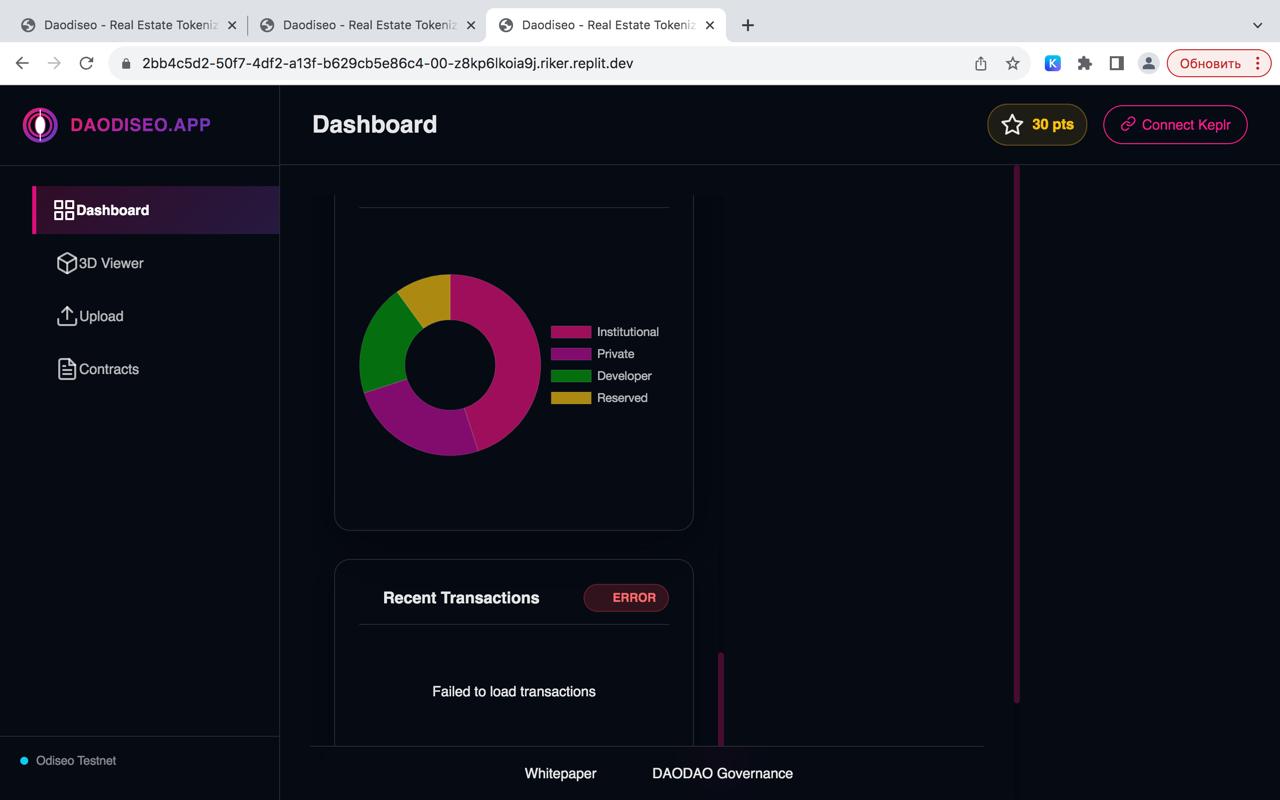 Daodiseo - Real Estate Tokeniz
Daodiseo - Real Estate Tokeniz
Daodiseo - Real Estate Tokeniz
2bb4c5d2-50f7-4df2-a13f-b629cb5e86c4-00-z8kp6lkoia9j.riker.replit.dev
K
Обновить
DAODISEO.APP
Dashboard
30 pts
Connect Keplr
Dashboard
3D Viewer
Upload
Contracts
Institutional
Private
Developer
Reserved
Recent Transactions
ERROR
Failed to load transactions
Odiseo Testnet
Whitepaper
DAODAO Governance